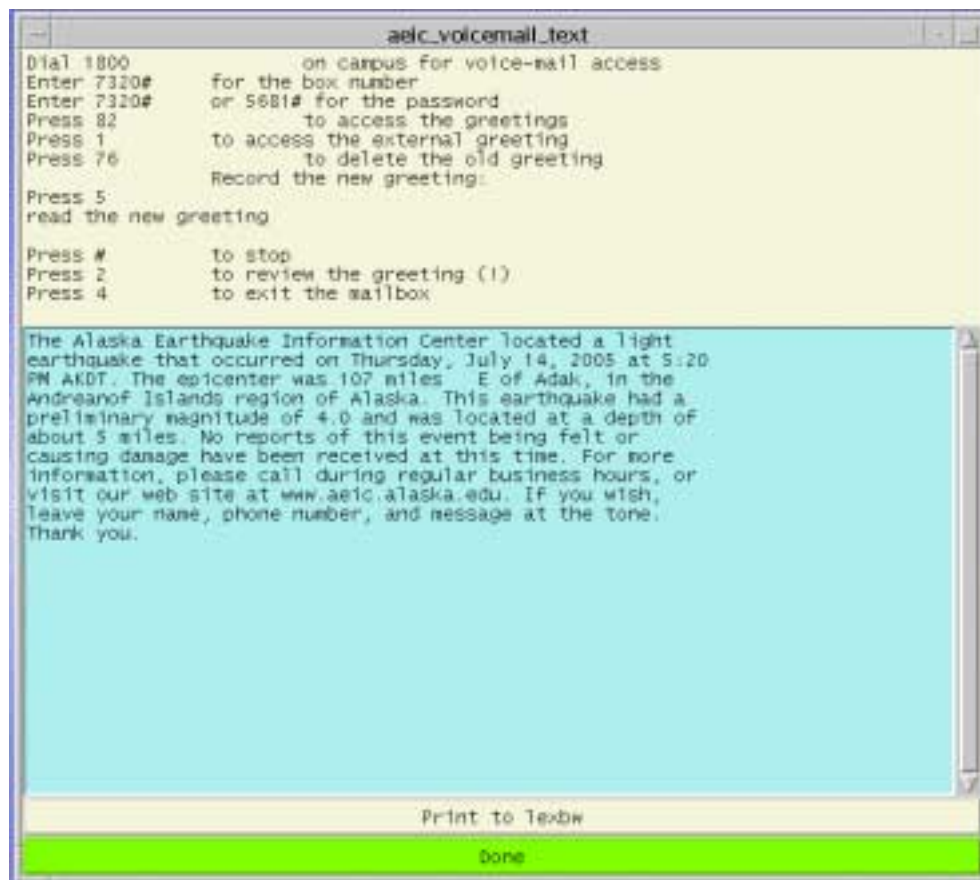 aeic_voicemail_text
Dial 1800 on campus for voice-mail access
Enter 7320# for the box number
Enter 7320# or 5681# for the password
Press 82 to access the greetings
Press 1 to access the external greeting
Press 76 to delete the old greeting
Record the new greeting:
Press 5
read the new greeting
Press # to stop
Press 2 to review the greeting (!)
Press 4 to exit the mailbox
The Alaska Earthquake Information Center located a light
earthquake that occurred on Thursday, July 14, 2005 at 5:20
PM AKDT. The epicenter was 107 miles E of Adak, in the
Andreanof Islands region of Alaska. This earthquake had a
preliminary magnitude of 4.0 and was located at a depth of
about 5 miles. No reports of this event being felt or
causing damage have been received at this time. For more
information, please call during regular business hours, or
visit our web site at www.aeic.alaska.edu. If you wish,
leave your name, phone number, and message at the tone.
Thank you.
Print to lexbw
Done